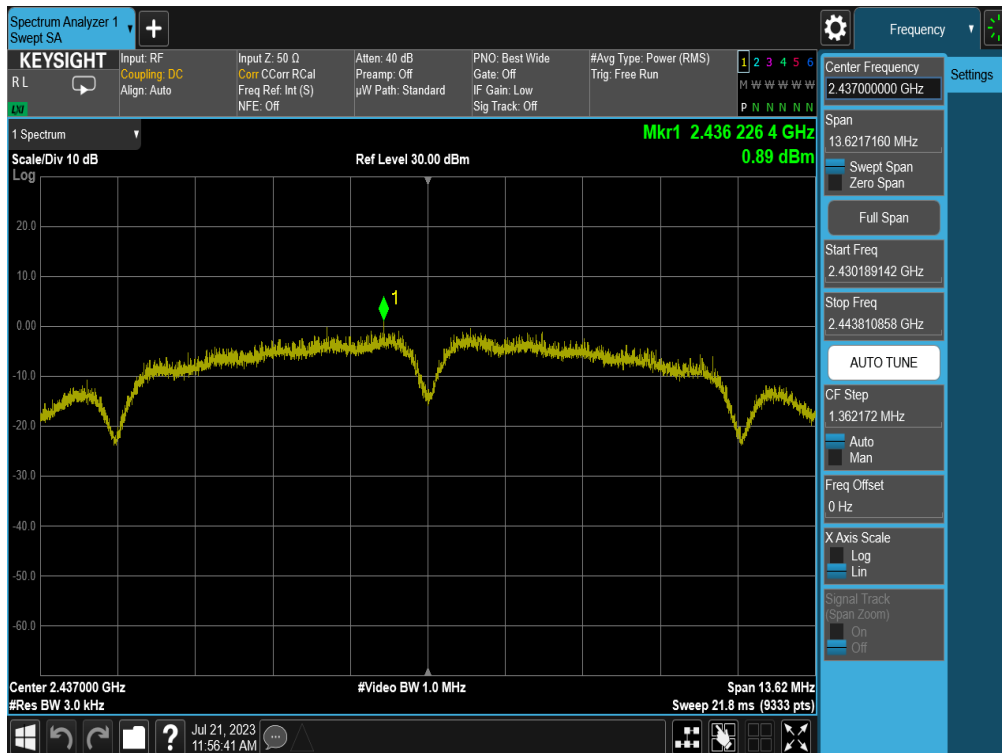 Spectrum Analyzer 1
Swept SA
Frequency
KEYSIGHT
R L
LXI
Input: RF
Coupling: DC
Align: Auto
Input Z: 50 Ω
Corr CCorr RCal
Freq Ref: Int (S)
NFE: Off
Atten: 40 dB
Preamp: Off
µW Path: Standard
PNO: Best Wide
Gate: Off
IF Gain: Low
Sig Track: Off
#Avg Type: Power (RMS)
Trig: Free Run
1 2 3 4 5 6
M W W W W W
P N N N N N
1 Spectrum
Scale/Div 10 dB
Log
Ref Level 30.00 dBm
Mkr1 2.436 226 4 GHz
0.89 dBm
20.0
10.0
0.00
-10.0
-20.0
-30.0
-40.0
-50.0
-60.0
1
Center 2.437000 GHz
#Res BW 3.0 kHz
#Video BW 1.0 MHz
Span 13.62 MHz
Sweep 21.8 ms (9333 pts)
Center Frequency
2.437000000 GHz
Span
13.6217160 MHz
Swept Span
Zero Span
Full Span
Start Freq
2.430189142 GHz
Stop Freq
2.443810858 GHz
AUTO TUNE
CF Step
1.362172 MHz
Auto
Man
Freq Offset
0 Hz
X Axis Scale
Log
Lin
Signal Track
(Span Zoom)
On
Off
Settings
?
Jul 21, 2023
11:56:41 AM